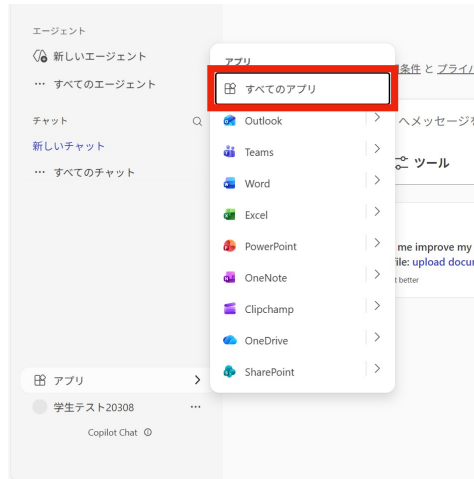 エージェント
新しいエージェント
すべてのエージェント
チャット
新しいチャット
すべてのチャット
アプリ
学生テスト20308
Copilot Chat
アプリ
すべてのアプリ
Outlook
Teams
Word
Excel
PowerPoint
OneNote
Clipchamp
OneDrive
SharePoint
条件 と プライバ
へメッセージを
ツール
me improve my
file: upload docu
t better